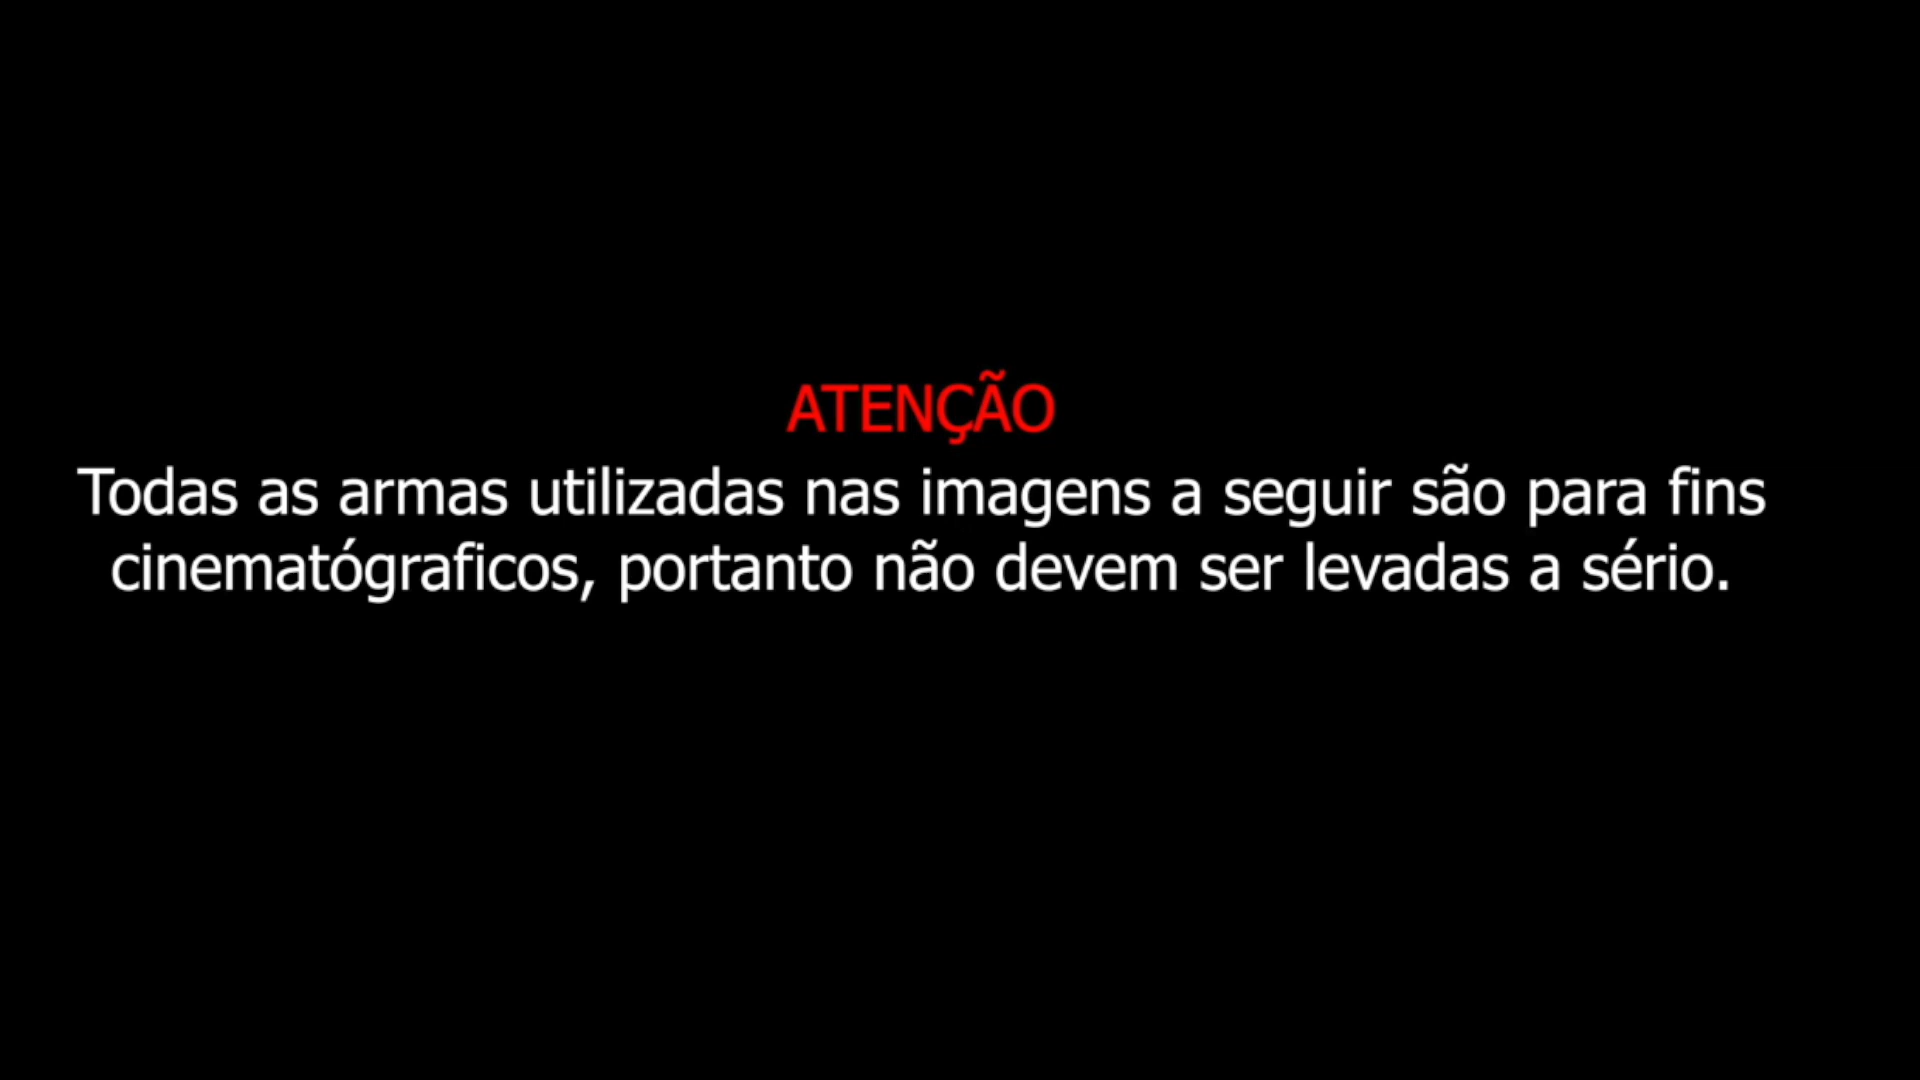 ATENÇÃO
Todas as armas utilizadas nas imagens a seguir são para fins
cinematógraficos, portanto não devem ser levadas a sério.